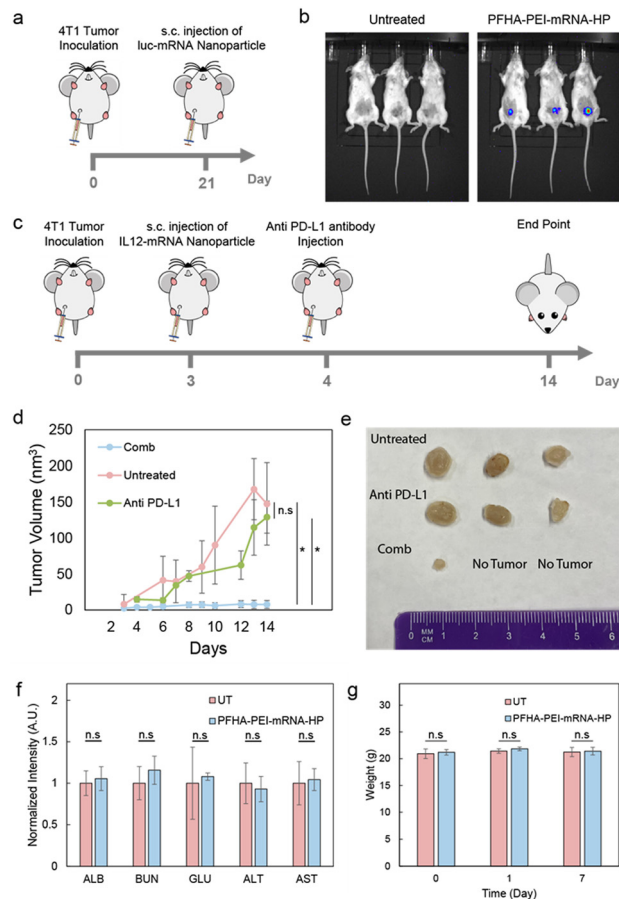 a
4T1 Tumor
Inoculation
s.c. injection of
luc-mRNA Nanoparticle
0
21
Day
b
Untreated
PFHA-PEI-mRNA-HP
c
4T1 Tumor
Inoculation
s.c. injection of
IL12-mRNA Nanoparticle
Anti PD-L1 antibody
Injection
End Point
0
3
4
14
Day
d
Tumor Volume (nm³)
250
200
150
100
50
0
Comb
Untreated
Anti PD-L1
n.s
*
*
2 4 6 8 10 12 14
Days
e
Untreated
Anti PD-L1
Comb
No Tumor No Tumor
0 MM 1 2 3 4 5 6
CM
f
Normalized Intensity (A.U.)
2
1.5
1
0.5
0
UT
PFHA-PEI-mRNA-HP
n.s n.s n.s n.s n.s
ALB BUN GLU ALT AST
g
Weight (g)
30
25
20
15
10
5
0
UT
PFHA-PEI-mRNA-HP
n.s n.s n.s
0 1 7
Time (Day)